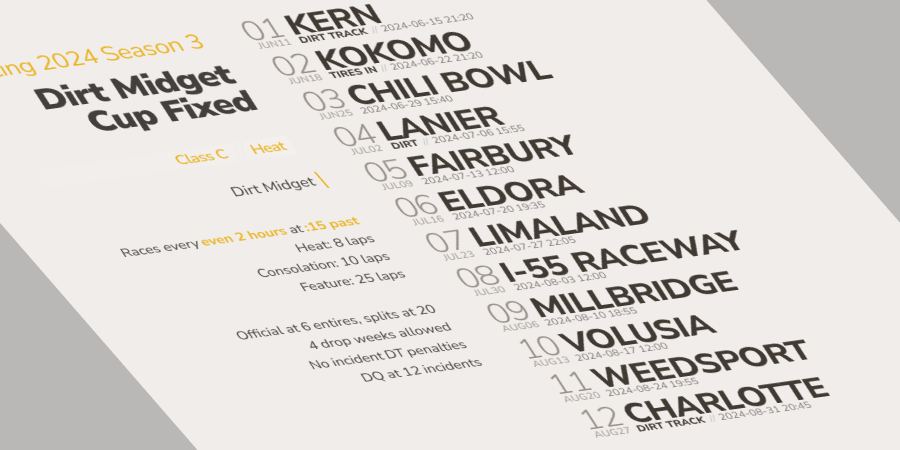 2024 Season 3
Dirt Midget
Cup Fixed
Class C Heat
Dirt Midget
Races every even 2 hours at :15 past
Heat: 8 laps
Consolation: 10 laps
Feature: 25 laps
Official at 6 entires, splits at 20
4 drop weeks allowed
No incident DT penalties
DQ at 12 incidents
01 KERN
JUN11 DIRT TRACK // 2024-06-15 21:20
02 KOKOMO
JUN18 TIRES IN // 2024-06-22 21:20
03 CHILI BOWL
JUN25 2024-06-29 15:40
04 LANIER
JUL02 DIRT // 2024-07-06 15:55
05 FAIRBURY
JUL09 2024-07-13 12:00
06 ELDORA
JUL16 2024-07-20 19:35
07 LIMALAND
JUL23 2024-07-27 22:05
08 I-55 RACEWAY
JUL30 2024-08-03 12:00
09 MILLBRIDGE
AUG06 2024-08-10 18:55
10 VOLUSIA
AUG13 2024-08-17 12:00
11 WEEDSPORT
AUG20 2024-08-24 19:55
12 CHARLOTTE
AUG27 DIRT TRACK // 2024-08-31 20:45